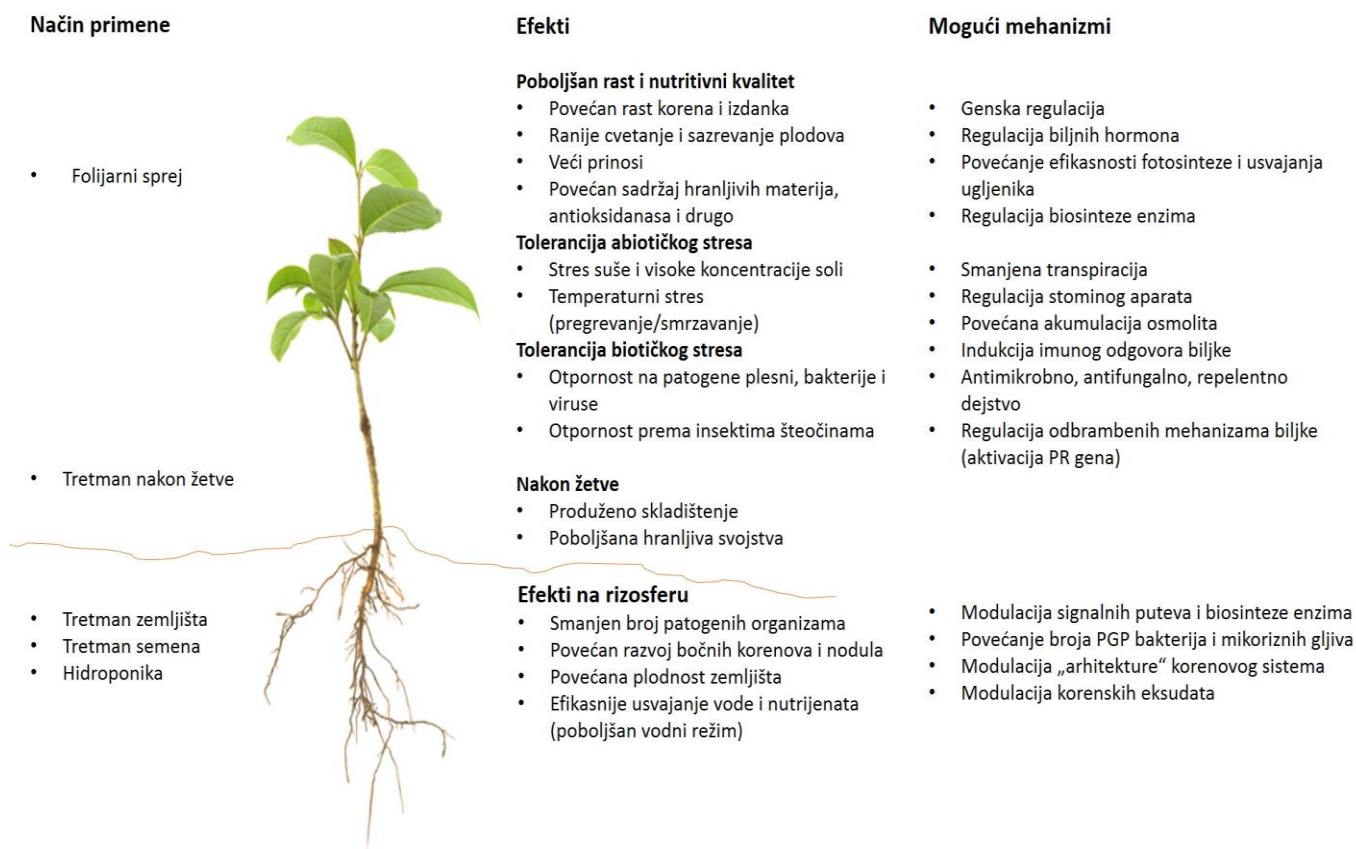 Način primene
Folijarni sprej
Tretman nakon žetve
Tretman zemljišta
Tretman semena
Hidroponika
Efekti
Poboljšan rast i nutritivni kvalitet
Povećan rast korena i izdanka
Ranije cvetanje i sazrevanje plodova
Veći prinosi
Povećan sadržaj hranljivih materija,
antioksidanasa i drugo
Tolerancija abiotičkog stresa
Stres suše i visoke koncentracije soli
Temperaturni stres
(pregrevanje/smrzavanje)
Tolerancija biotičkog stresa
Otpornost na patogene plesni, bakterije i
viruse
Otpornost prema insektima šteočinama
Nakon žetve
Produženo skladištenje
Poboljšana hranljiva svojstva
Efekti na rizosferu
Smanjen broj patogenih organizama
Povećan razvoj bočnih korenova i nodula
Povećana plodnost zemljišta
Efikasnije usvajanje vode i nutrijenata
(poboljšan vodni režim)
Mogući mehanizmi
Genska regulacija
Regulacija biljnih hormona
Povećanje efikasnosti fotosinteze i usvajanja
ugljenika
Regulacija biosinteze enzima
Smanjena transpiracija
Regulacija stominog aparata
Povećana akumulacija osmolita
Indukcija imunog odgovora biljke
Antimikrobno, antifungalno, repelentno
dejstvo
Regulacija odbrambenih mehanizama biljke
(aktivacija PR gena)
Modulacija signalnih puteva i biosinteze enzima
Povećanje broja PGP bakterija i mikoriznih gljiva
Modulacija „arhitekture“ korenovog sistema
Modulacija korenskih eksudata